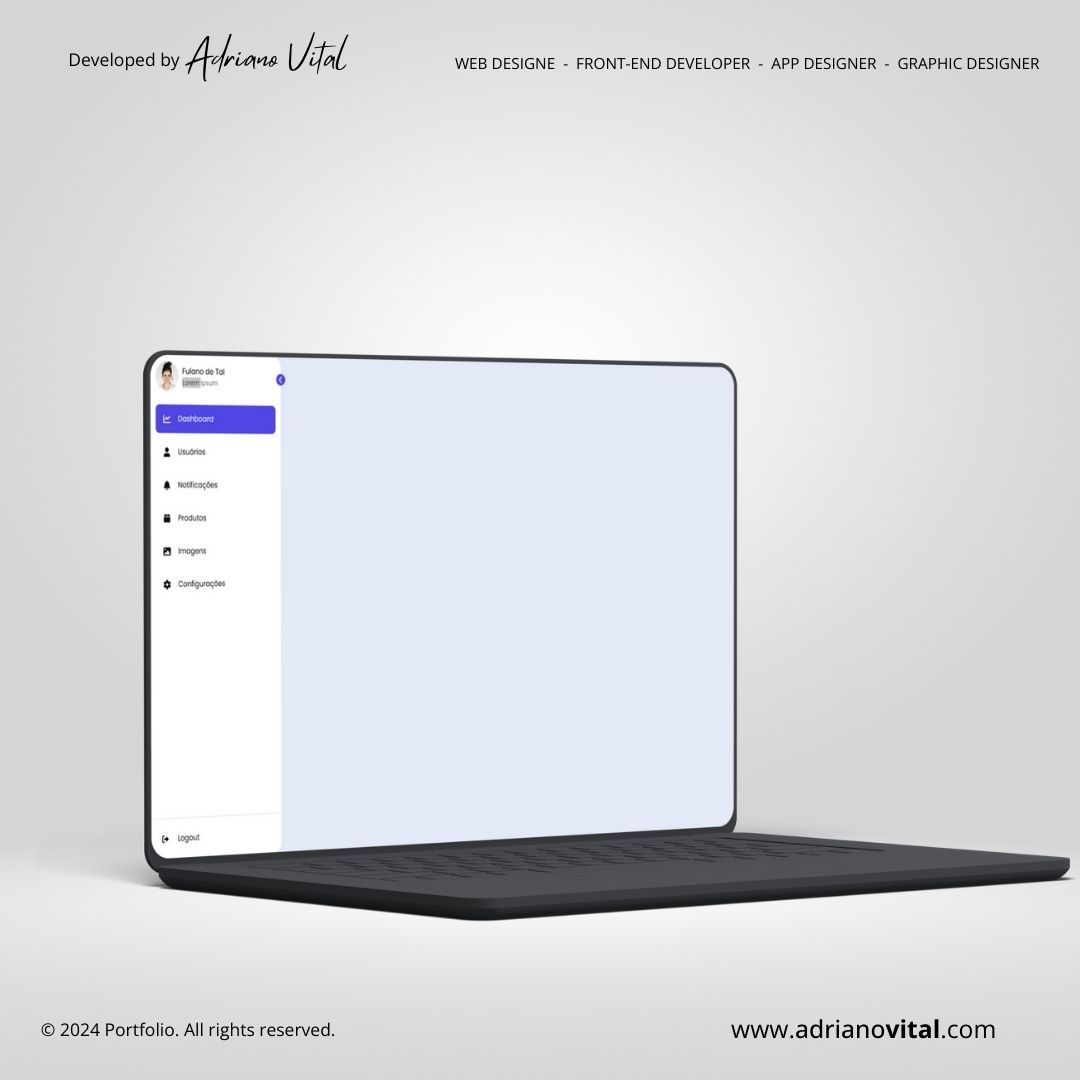 Developed by Adriano Vital
WEB DESIGNE - FRONT-END DEVELOPER - APP DESIGNER - GRAPHIC DESIGNER
Fulano de Tal
Lorem Ipsum
Dashboard
Usuários
Notificações
Produtos
Imagens
Configurações
Logout
© 2024 Portfolio. All rights reserved.
www.adrianovital.com